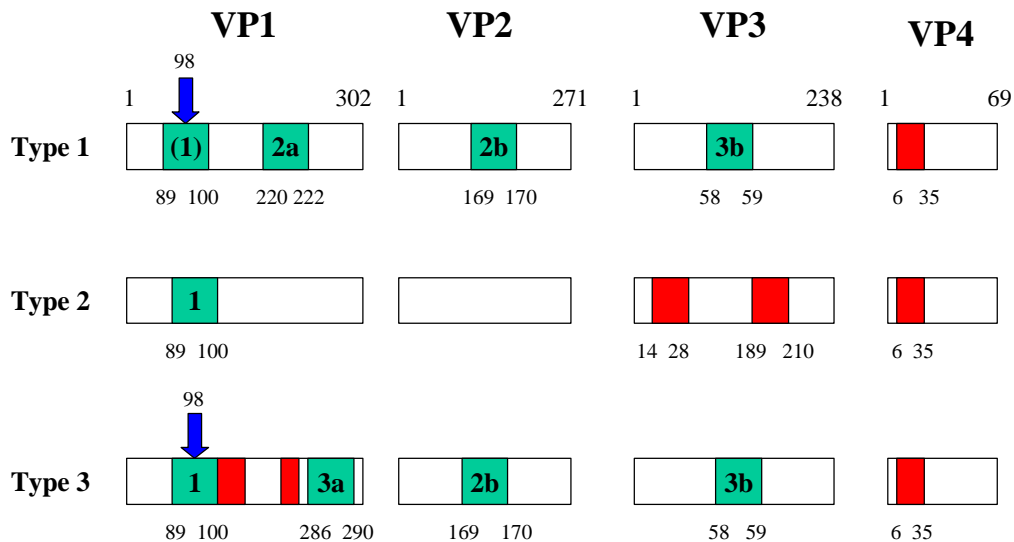 VP1 VP2 VP3 VP4
98
1 302 1 271 1 238 1 69
Type 1 (1) 2a 2b 3b
89 100 220 222 169 170 58 59 6 35
Type 2 1
89 100 14 28 189 210 6 35
98
Type 3 1 3a 2b 3b
89 100 286 290 169 170 58 59 6 35